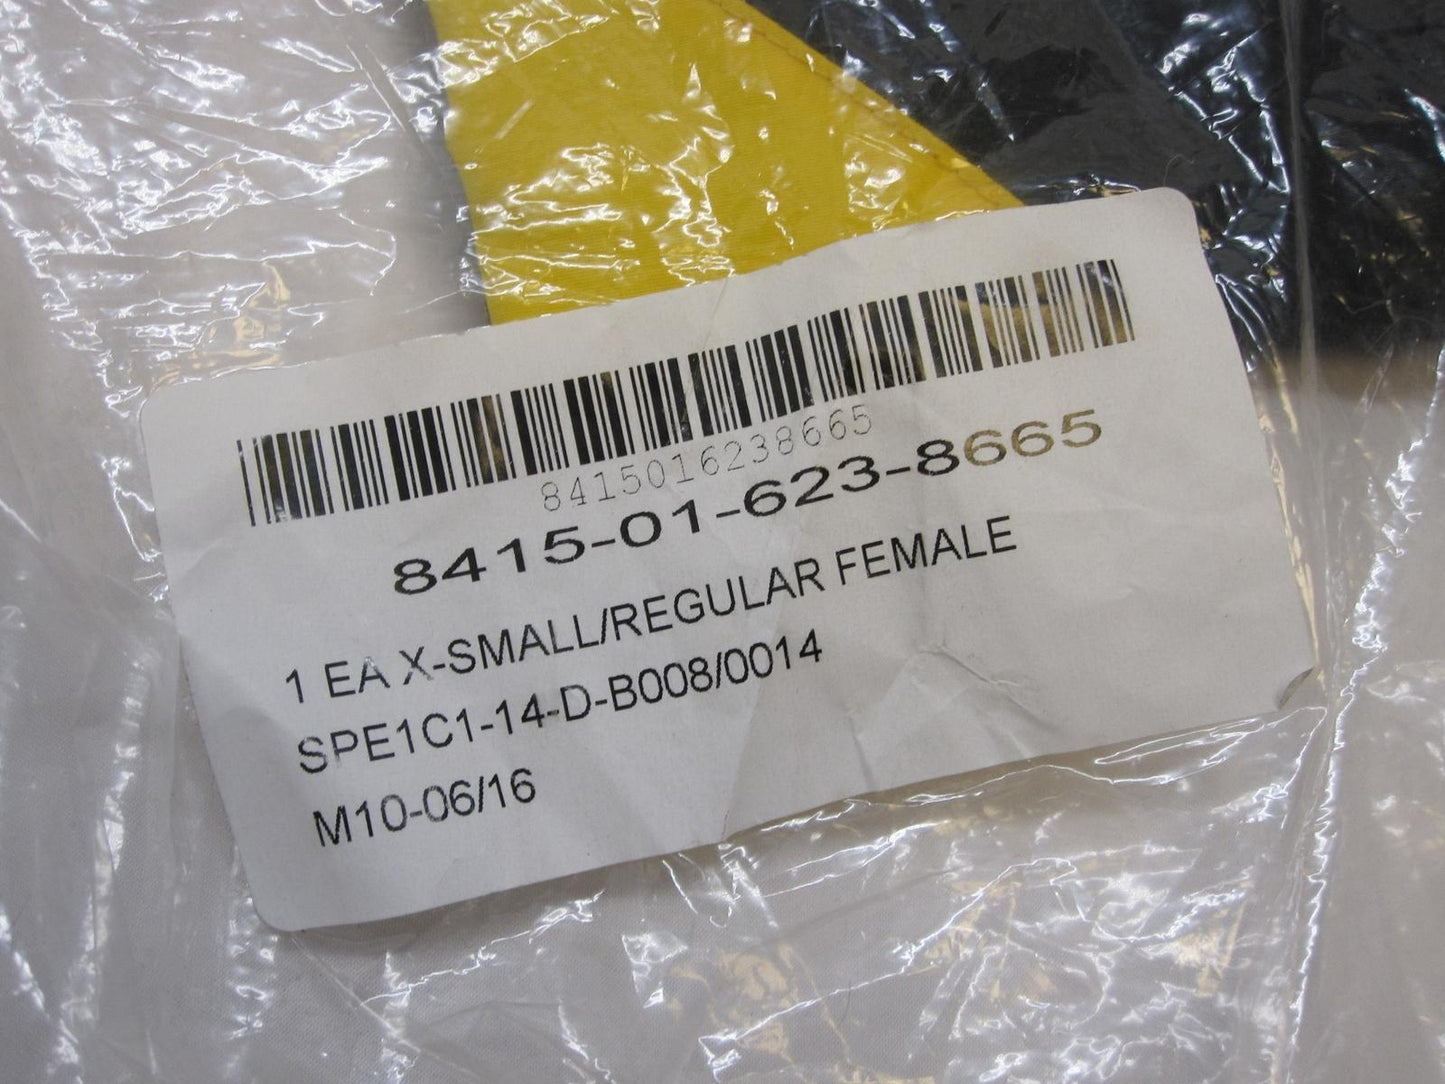 8415016238665
8415-01-623-8665
1 EA X-SMALL/REGULAR FEMALE
SPE1C1-14-D-B008/0014
M10-06/16